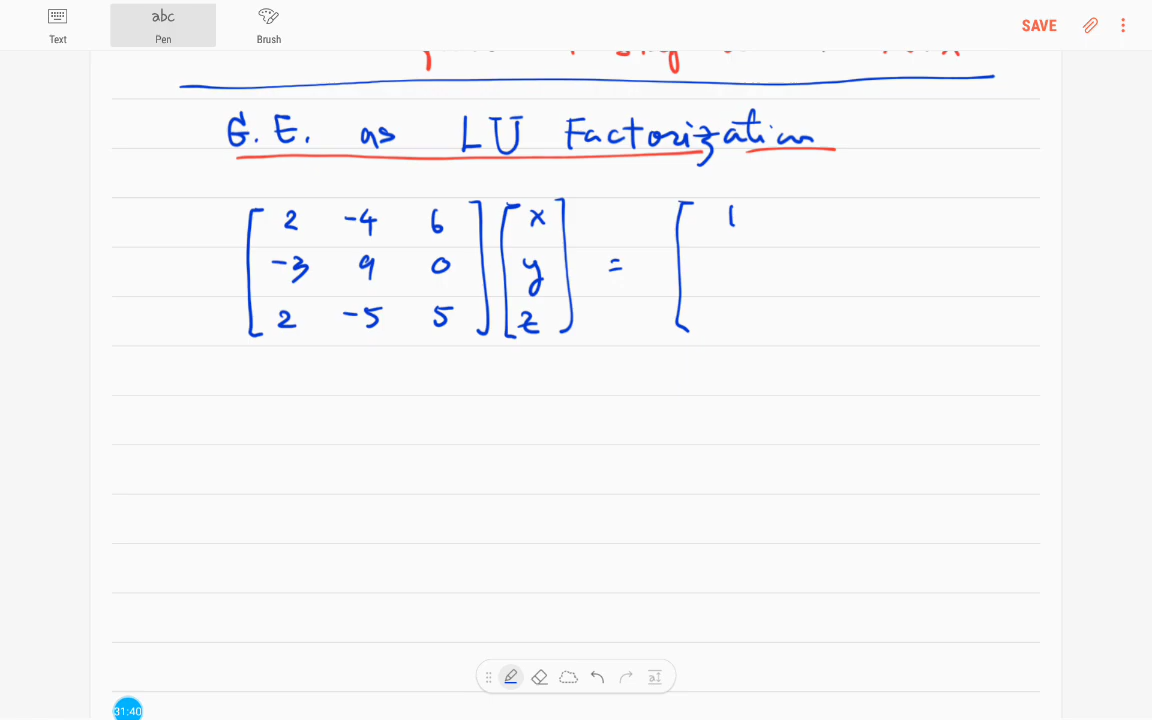 Text abc Pen Brush SAVE
G.E. as LU Factorization
[ 2 -4 6 ] [ x ] [ 1
[ -3 9 0 ] [ y ] = [
[ 2 -5 5 ] [ z ] [
31:40